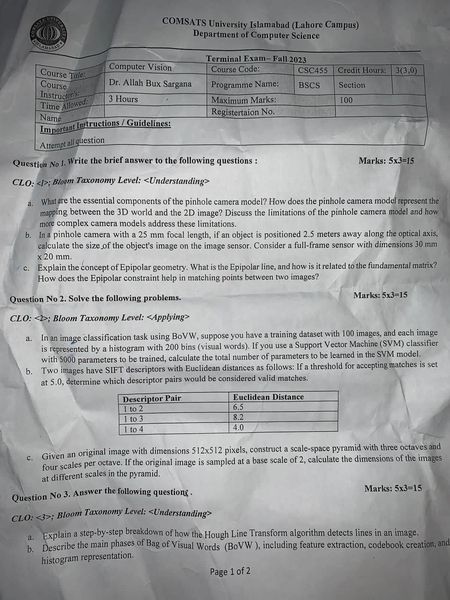 COMSATS University Islamabad (Lahore Campus)
Department of Computer Science
Terminal Exam– Fall 2023
Course Title: Computer Vision Course Code: CSC455 Credit Hours: 3(3,0)
Course Instructor/s: Dr. Allah Bux Sargana Programme Name: BSCS Section
Time Allowed: 3 Hours Maximum Marks: 100
Name Registertaion No.
Important Instructions / Guidelines:
Attempt all question
Question No 1. Write the brief answer to the following questions : Marks: 5x3=15
CLO: <1>; Bloom Taxonomy Level: <Understanding>
a. What are the essential components of the pinhole camera model? How does the pinhole camera model represent the
mapping between the 3D world and the 2D image? Discuss the limitations of the pinhole camera model and how
more complex camera models address these limitations.
b. In a pinhole camera with a 25 mm focal length, if an object is positioned 2.5 meters away along the optical axis,
calculate the size of the object's image on the image sensor. Consider a full-frame sensor with dimensions 30 mm
x 20 mm.
c. Explain the concept of Epipolar geometry. What is the Epipolar line, and how is it related to the fundamental matrix?
How does the Epipolar constraint help in matching points between two images?
Question No 2. Solve the following problems. Marks: 5x3=15
CLO: <2>; Bloom Taxonomy Level: <Applying>
a. In an image classification task using BoVW, suppose you have a training dataset with 100 images, and each image
is represented by a histogram with 200 bins (visual words). If you use a Support Vector Machine (SVM) classifier
with 5000 parameters to be trained, calculate the total number of parameters to be learned in the SVM model.
b. Two images have SIFT descriptors with Euclidean distances as follows: If a threshold for accepting matches is set
at 5.0, determine which descriptor pairs would be considered valid matches.
Descriptor Pair Euclidean Distance
1 to 2 6.5
1 to 3 8.2
1 to 4 4.0
c. Given an original image with dimensions 512x512 pixels, construct a scale-space pyramid with three octaves and
four scales per octave. If the original image is sampled at a base scale of 2, calculate the dimensions of the images
at different scales in the pyramid.
Question No 3. Answer the following question . Marks: 5x3=15
CLO: <3>; Bloom Taxonomy Level: <Understanding>
a. Explain a step-by-step breakdown of how the Hough Line Transform algorithm detects lines in an image.
b. Describe the main phases of Bag of Visual Words (BoVW ), including feature extraction, codebook creation, and
histogram representation.
Page 1 of 2